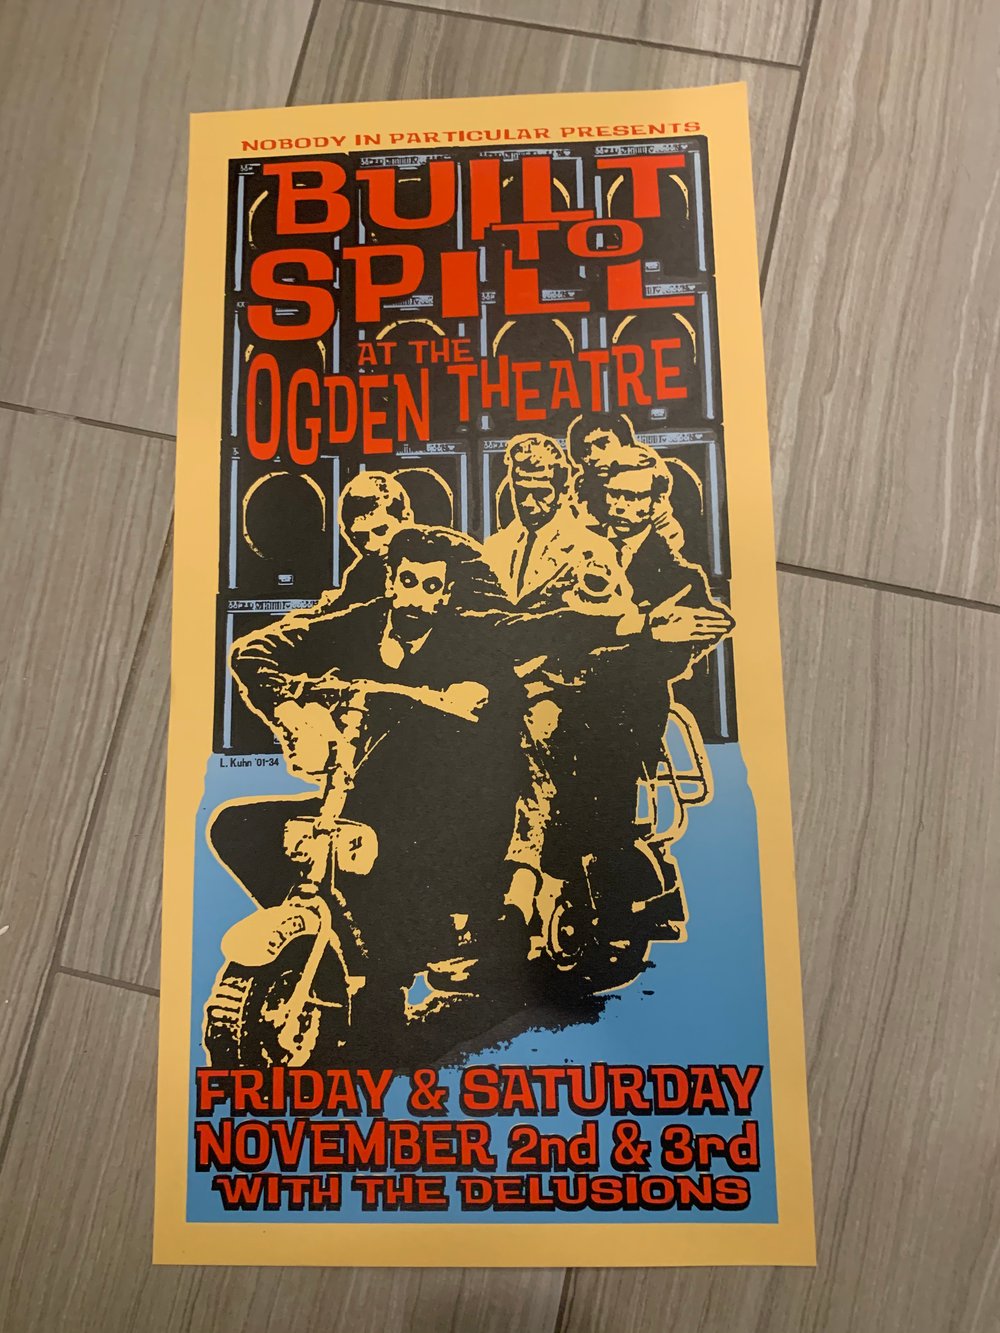 NOBODY IN PARTICULAR PRESENTS
BUILT
TO
SPILL
AT THE
OGDEN THEATRE
L. Kuhn '01-34
FRIDAY & SATURDAY
NOVEMBER 2nd & 3rd
WITH THE DELUSIONS